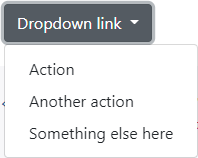 Dropdown link
Action
Another action
Something else here